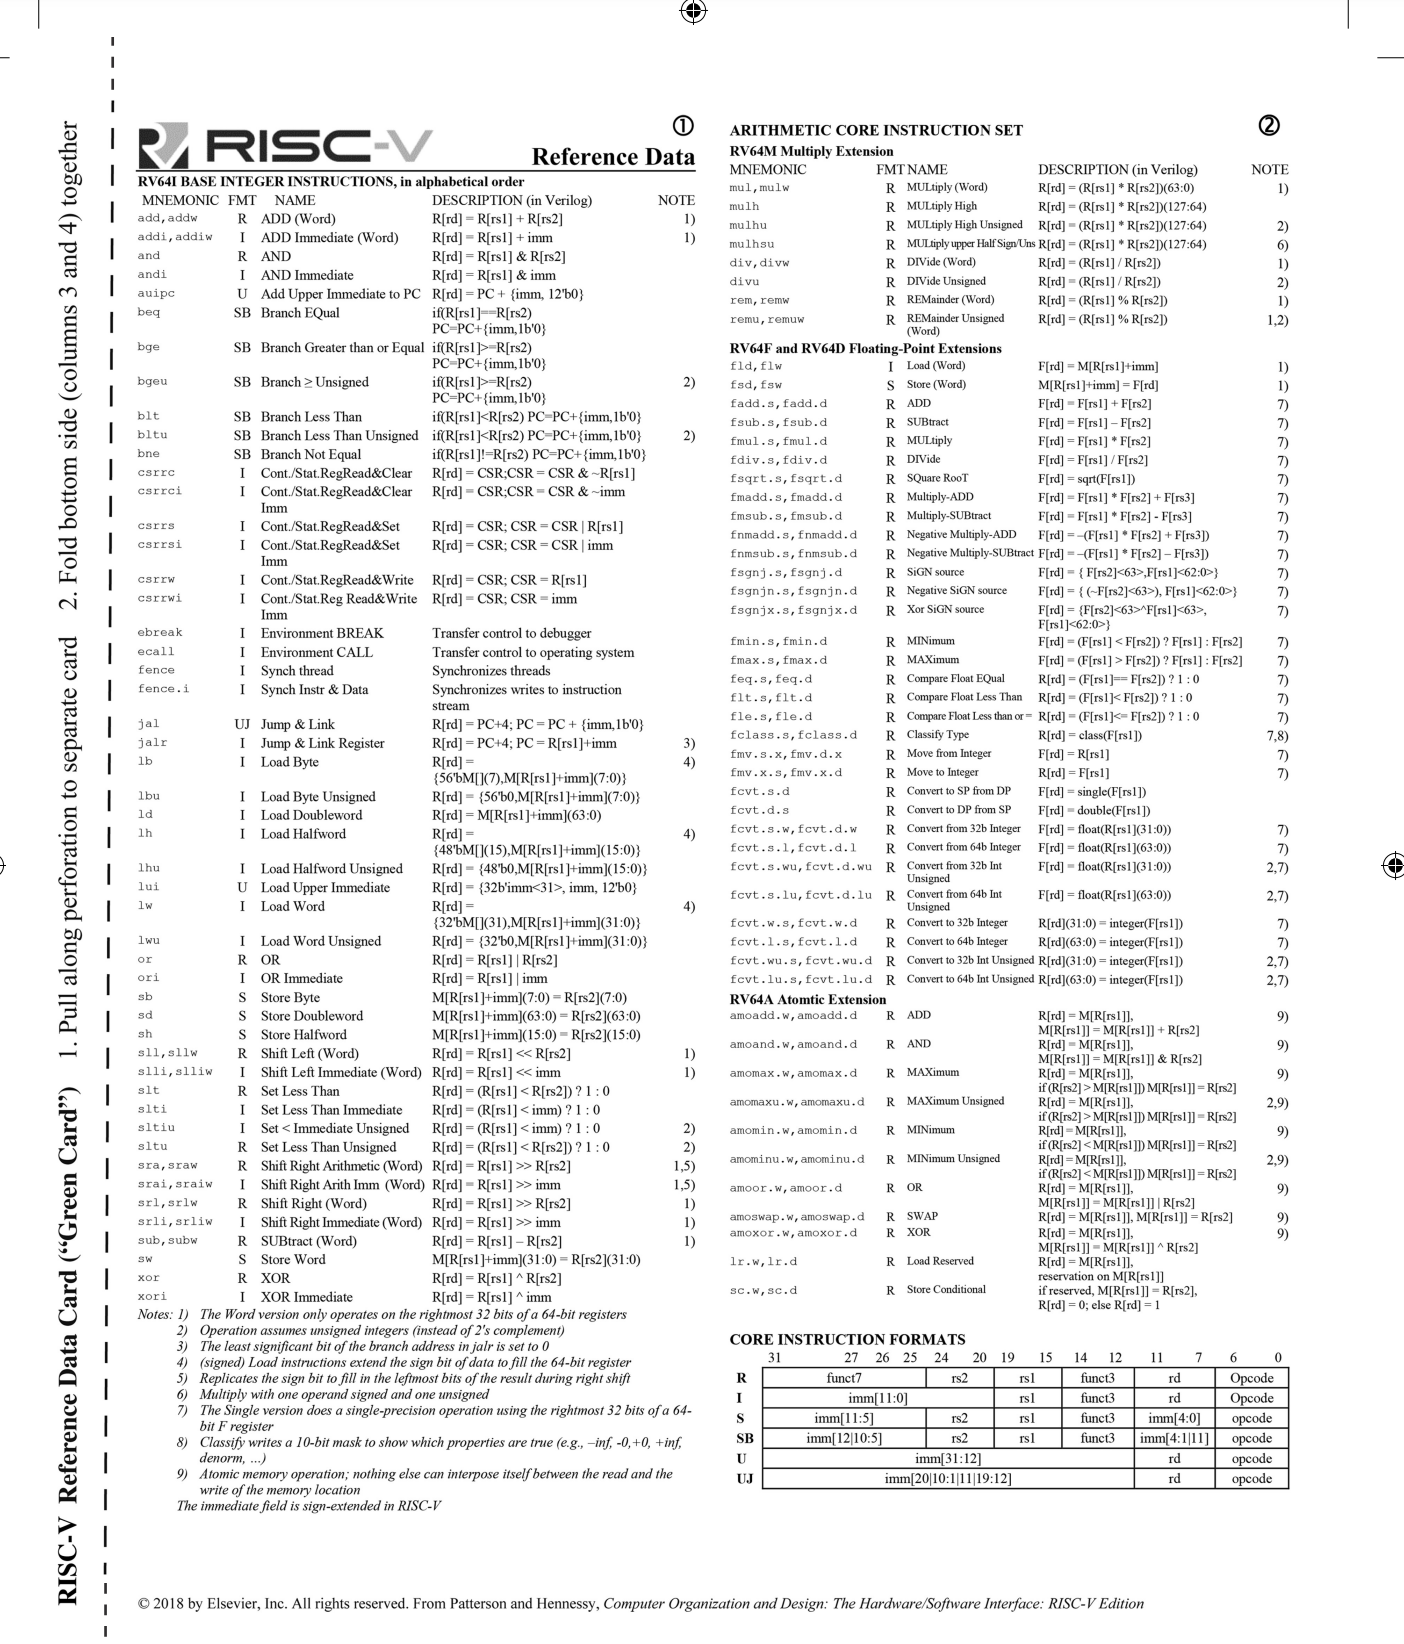 RISC-V Reference Data Card (“Green Card”) 1. Pull along perforation to separate card 2. Fold bottom side (columns 3 and 4) together
RISC-V ①
Reference Data
RV64I BASE INTEGER INSTRUCTIONS, in alphabetical order
MNEMONIC FMT NAME DESCRIPTION (in Verilog) NOTE
add,addw R ADD (Word) R[rd] = R[rs1] + R[rs2] 1)
addi,addiw I ADD Immediate (Word) R[rd] = R[rs1] + imm 1)
and R AND R[rd] = R[rs1] & R[rs2]
andi I AND Immediate R[rd] = R[rs1] & imm
auipc U Add Upper Immediate to PC R[rd] = PC + {imm, 12'b0}
beq SB Branch EQual if(R[rs1]==R[rs2)
PC=PC+{imm,1b'0}
bge SB Branch Greater than or Equal if(R[rs1]>=R[rs2)
PC=PC+{imm,1b'0}
bgeu SB Branch ≥ Unsigned if(R[rs1]>=R[rs2) 2)
PC=PC+{imm,1b'0}
blt SB Branch Less Than if(R[rs1]<R[rs2) PC=PC+{imm,1b'0}
bltu SB Branch Less Than Unsigned if(R[rs1]<R[rs2) PC=PC+{imm,1b'0} 2)
bne SB Branch Not Equal if(R[rs1]!=R[rs2) PC=PC+{imm,1b'0}
csrrc I Cont./Stat.RegRead&Clear R[rd] = CSR;CSR = CSR & ~R[rs1]
csrrci I Cont./Stat.RegRead&Clear R[rd] = CSR;CSR = CSR & ~imm
Imm
csrrs I Cont./Stat.RegRead&Set R[rd] = CSR; CSR = CSR | R[rs1]
csrrsi I Cont./Stat.RegRead&Set R[rd] = CSR; CSR = CSR | imm
Imm
csrrw I Cont./Stat.RegRead&Write R[rd] = CSR; CSR = R[rs1]
csrrwi I Cont./Stat.Reg Read&Write R[rd] = CSR; CSR = imm
Imm
ebreak I Environment BREAK Transfer control to debugger
ecall I Environment CALL Transfer control to operating system
fence I Synch thread Synchronizes threads
fence.i I Synch Instr & Data Synchronizes writes to instruction
stream
jal UJ Jump & Link R[rd] = PC+4; PC = PC + {imm,1b'0}
jalr I Jump & Link Register R[rd] = PC+4; PC = R[rs1]+imm 3)
lb I Load Byte R[rd] = 4)
{56'bM[](7),M[R[rs1]+imm](7:0)}
lbu I Load Byte Unsigned R[rd] = {56'b0,M[R[rs1]+imm](7:0)}
ld I Load Doubleword R[rd] = M[R[rs1]+imm](63:0)
lh I Load Halfword R[rd] = 4)
{48'bM[](15),M[R[rs1]+imm](15:0)}
lhu I Load Halfword Unsigned R[rd] = {48'b0,M[R[rs1]+imm](15:0)}
lui U Load Upper Immediate R[rd] = {32b'imm<31>, imm, 12'b0}
lw I Load Word R[rd] = 4)
{32'bM[](31),M[R[rs1]+imm](31:0)}
lwu I Load Word Unsigned R[rd] = {32'b0,M[R[rs1]+imm](31:0)}
or R OR R[rd] = R[rs1] | R[rs2]
ori I OR Immediate R[rd] = R[rs1] | imm
sb S Store Byte M[R[rs1]+imm](7:0) = R[rs2](7:0)
sd S Store Doubleword M[R[rs1]+imm](63:0) = R[rs2](63:0)
sh S Store Halfword M[R[rs1]+imm](15:0) = R[rs2](15:0)
sll,sllw R Shift Left (Word) R[rd] = R[rs1] << R[rs2] 1)
slli,slliw I Shift Left Immediate (Word) R[rd] = R[rs1] << imm 1)
slt R Set Less Than R[rd] = (R[rs1] < R[rs2]) ? 1 : 0
slti I Set Less Than Immediate R[rd] = (R[rs1] < imm) ? 1 : 0
sltiu I Set < Immediate Unsigned R[rd] = (R[rs1] < imm) ? 1 : 0 2)
sltu R Set Less Than Unsigned R[rd] = (R[rs1] < R[rs2]) ? 1 : 0 2)
sra,sraw R Shift Right Arithmetic (Word) R[rd] = R[rs1] >> R[rs2] 1,5)
srai,sraiw I Shift Right Arith Imm (Word) R[rd] = R[rs1] >> imm 1,5)
srl,srlw R Shift Right (Word) R[rd] = R[rs1] >> R[rs2] 1)
srli,srliw I Shift Right Immediate (Word) R[rd] = R[rs1] >> imm 1)
sub,subw R SUBtract (Word) R[rd] = R[rs1] – R[rs2] 1)
sw S Store Word M[R[rs1]+imm](31:0) = R[rs2](31:0)
xor R XOR R[rd] = R[rs1] ^ R[rs2]
xori I XOR Immediate R[rd] = R[rs1] ^ imm
Notes: 1) The Word version only operates on the rightmost 32 bits of a 64-bit registers
2) Operation assumes unsigned integers (instead of 2's complement)
3) The least significant bit of the branch address in jalr is set to 0
4) (signed) Load instructions extend the sign bit of data to fill the 64-bit register
5) Replicates the sign bit to fill in the leftmost bits of the result during right shift
6) Multiply with one operand signed and one unsigned
7) The Single version does a single-precision operation using the rightmost 32 bits of a 64-
bit F register
8) Classify writes a 10-bit mask to show which properties are true (e.g., –inf, -0,+0, +inf,
denorm, ...)
9) Atomic memory operation; nothing else can interpose itself between the read and the
write of the memory location
The immediate field is sign-extended in RISC-V
ARITHMETIC CORE INSTRUCTION SET ②
RV64M Multiply Extension
MNEMONIC FMT NAME DESCRIPTION (in Verilog) NOTE
mul,mulw R MULtiply (Word) R[rd] = (R[rs1] * R[rs2])(63:0) 1)
mulh R MULtiply High R[rd] = (R[rs1] * R[rs2])(127:64)
mulhu R MULtiply High Unsigned R[rd] = (R[rs1] * R[rs2])(127:64) 2)
mulhsu R MULtiply upper Half Sign/Uns R[rd] = (R[rs1] * R[rs2])(127:64) 6)
div,divw R DIVide (Word) R[rd] = (R[rs1] / R[rs2]) 1)
divu R DIVide Unsigned R[rd] = (R[rs1] / R[rs2]) 2)
rem,remw R REMainder (Word) R[rd] = (R[rs1] % R[rs2]) 1)
remu,remuw R REMainder Unsigned R[rd] = (R[rs1] % R[rs2]) 1,2)
(Word)
RV64F and RV64D Floating-Point Extensions
fld,flw I Load (Word) F[rd] = M[R[rs1]+imm] 1)
fsd,fsw S Store (Word) M[R[rs1]+imm] = F[rd] 1)
fadd.s,fadd.d R ADD F[rd] = F[rs1] + F[rs2] 7)
fsub.s,fsub.d R SUBtract F[rd] = F[rs1] – F[rs2] 7)
fmul.s,fmul.d R MULtiply F[rd] = F[rs1] * F[rs2] 7)
fdiv.s,fdiv.d R DIVide F[rd] = F[rs1] / F[rs2] 7)
fsqrt.s,fsqrt.d R SQuare RooT F[rd] = sqrt(F[rs1]) 7)
fmadd.s,fmadd.d R Multiply-ADD F[rd] = F[rs1] * F[rs2] + F[rs3] 7)
fmsub.s,fmsub.d R Multiply-SUBtract F[rd] = F[rs1] * F[rs2] - F[rs3] 7)
fnmadd.s,fnmadd.d R Negative Multiply-ADD F[rd] = –(F[rs1] * F[rs2] + F[rs3]) 7)
fnmsub.s,fnmsub.d R Negative Multiply-SUBtract F[rd] = –(F[rs1] * F[rs2] – F[rs3]) 7)
fsgnj.s,fsgnj.d R SiGN source F[rd] = { F[rs2]<63>,F[rs1]<62:0>} 7)
fsgnjn.s,fsgnjn.d R Negative SiGN source F[rd] = { (~F[rs2]<63>), F[rs1]<62:0>} 7)
fsgnjx.s,fsgnjx.d R Xor SiGN source F[rd] = {F[rs2]<63>^F[rs1]<63>, 7)
F[rs1]<62:0>}
fmin.s,fmin.d R MINimum F[rd] = (F[rs1] < F[rs2]) ? F[rs1] : F[rs2] 7)
fmax.s,fmax.d R MAXimum F[rd] = (F[rs1] > F[rs2]) ? F[rs1] : F[rs2] 7)
feq.s,feq.d R Compare Float EQual R[rd] = (F[rs1]== F[rs2]) ? 1 : 0 7)
flt.s,flt.d R Compare Float Less Than R[rd] = (F[rs1]< F[rs2]) ? 1 : 0 7)
fle.s,fle.d R Compare Float Less than or = R[rd] = (F[rs1]<= F[rs2]) ? 1 : 0 7)
fclass.s,fclass.d R Classify Type R[rd] = class(F[rs1]) 7,8)
fmv.s.x,fmv.d.x R Move from Integer F[rd] = R[rs1] 7)
fmv.x.s,fmv.x.d R Move to Integer R[rd] = F[rs1] 7)
fcvt.s.d R Convert to SP from DP F[rd] = single(F[rs1])
fcvt.d.s R Convert to DP from SP F[rd] = double(F[rs1])
fcvt.s.w,fcvt.d.w R Convert from 32b Integer F[rd] = float(R[rs1](31:0)) 7)
fcvt.s.l,fcvt.d.l R Convert from 64b Integer F[rd] = float(R[rs1](63:0)) 7)
fcvt.s.wu,fcvt.d.wu R Convert from 32b Int F[rd] = float(R[rs1](31:0)) 2,7)
Unsigned
fcvt.s.lu,fcvt.d.lu R Convert from 64b Int F[rd] = float(R[rs1](63:0)) 2,7)
Unsigned
fcvt.w.s,fcvt.w.d R Convert to 32b Integer R[rd](31:0) = integer(F[rs1]) 7)
fcvt.l.s,fcvt.l.d R Convert to 64b Integer R[rd](63:0) = integer(F[rs1]) 7)
fcvt.wu.s,fcvt.wu.d R Convert to 32b Int Unsigned R[rd](31:0) = integer(F[rs1]) 2,7)
fcvt.lu.s,fcvt.lu.d R Convert to 64b Int Unsigned R[rd](63:0) = integer(F[rs1]) 2,7)
RV64A Atomtic Extension
amoadd.w,amoadd.d R ADD R[rd] = M[R[rs1]], 9)
M[R[rs1]] = M[R[rs1]] + R[rs2]
amoand.w,amoand.d R AND R[rd] = M[R[rs1]], 9)
M[R[rs1]] = M[R[rs1]] & R[rs2]
amomax.w,amomax.d R MAXimum R[rd] = M[R[rs1]], 9)
if (R[rs2] > M[R[rs1]]) M[R[rs1]] = R[rs2]
amomaxu.w,amomaxu.d R MAXimum Unsigned R[rd] = M[R[rs1]], 2,9)
if (R[rs2] > M[R[rs1]]) M[R[rs1]] = R[rs2]
amomin.w,amomin.d R MINimum R[rd] = M[R[rs1]], 9)
if (R[rs2] < M[R[rs1]]) M[R[rs1]] = R[rs2]
amominu.w,amominu.d R MINimum Unsigned R[rd] = M[R[rs1]], 2,9)
if (R[rs2] < M[R[rs1]]) M[R[rs1]] = R[rs2]
amoor.w,amoor.d R OR R[rd] = M[R[rs1]], 9)
M[R[rs1]] = M[R[rs1]] | R[rs2]
amoswap.w,amoswap.d R SWAP R[rd] = M[R[rs1]], M[R[rs1]] = R[rs2] 9)
amoxor.w,amoxor.d R XOR R[rd] = M[R[rs1]], 9)
M[R[rs1]] = M[R[rs1]] ^ R[rs2]
lr.w,lr.d R Load Reserved R[rd] = M[R[rs1]],
reservation on M[R[rs1]]
sc.w,sc.d R Store Conditional if reserved, M[R[rs1]] = R[rs2],
R[rd] = 0; else R[rd] = 1
CORE INSTRUCTION FORMATS
31 27 26 25 24 20 19 15 14 12 11 7 6 0
R funct7 rs2 rs1 funct3 rd Opcode
I imm[11:0] rs1 funct3 rd Opcode
S imm[11:5] rs2 rs1 funct3 imm[4:0] opcode
SB imm[12|10:5] rs2 rs1 funct3 imm[4:1|11] opcode
U imm[31:12] rd opcode
UJ imm[20|10:1|11|19:12] rd opcode
© 2018 by Elsevier, Inc. All rights reserved. From Patterson and Hennessy, Computer Organization and Design: The Hardware/Software Interface: RISC-V Edition